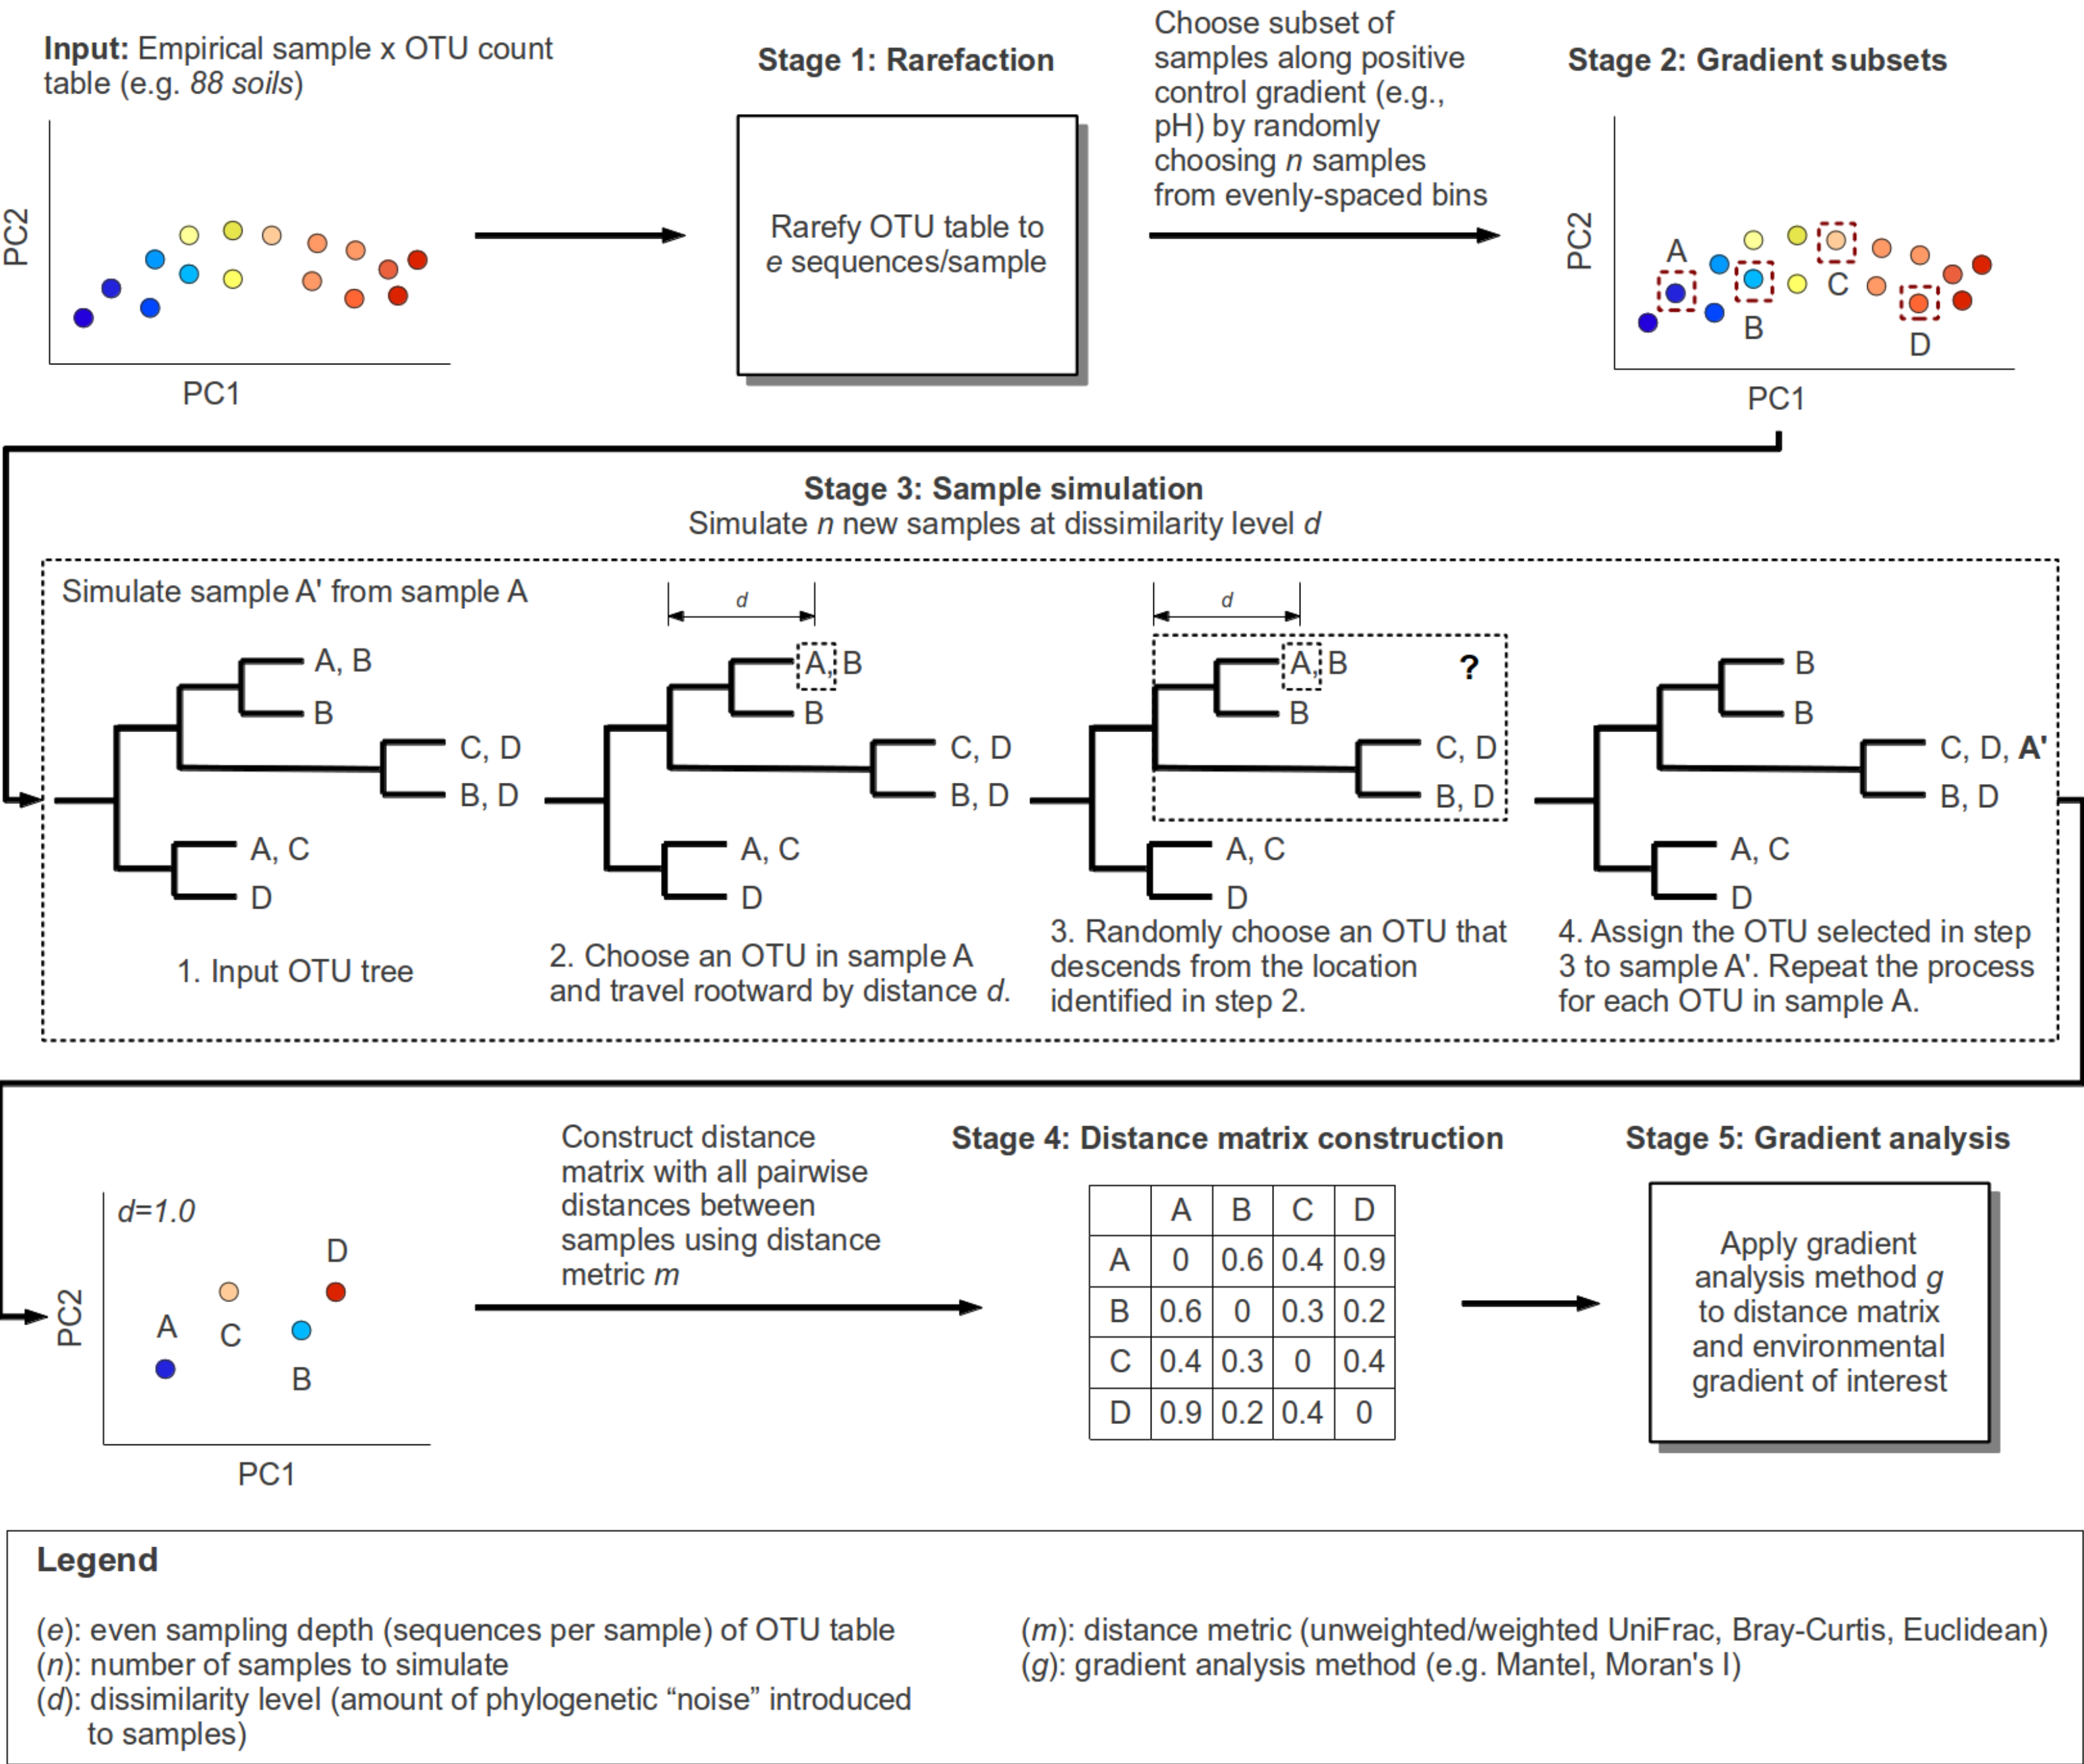 Input: Empirical sample x OTU count
table (e.g. 88 soils)
PC2
PC1
Stage 1: Rarefaction
Rarefy OTU table to
e sequences/sample
Choose subset of
samples along positive
control gradient (e.g.,
pH) by randomly
choosing n samples
from evenly-spaced bins
Stage 2: Gradient subsets
PC2
A
B
C
D
PC1
Stage 3: Sample simulation
Simulate n new samples at dissimilarity level d
Simulate sample A' from sample A
A, B
B
C, D
B, D
A, C
D
1. Input OTU tree
d
A, B
B
C, D
B, D
A, C
D
2. Choose an OTU in sample A
and travel rootward by distance d.
d
A, B
?
B
C, D
B, D
A, C
D
3. Randomly choose an OTU that
descends from the location
identified in step 2.
B
B
C, D, A'
B, D
A, C
D
4. Assign the OTU selected in step
3 to sample A'. Repeat the process
for each OTU in sample A.
d=1.0
PC2
A
C
B
D
PC1
Construct distance
matrix with all pairwise
distances between
samples using distance
metric m
Stage 4: Distance matrix construction
A B C D
A 0 0.6 0.4 0.9
B 0.6 0 0.3 0.2
C 0.4 0.3 0 0.4
D 0.9 0.2 0.4 0
Stage 5: Gradient analysis
Apply gradient
analysis method g
to distance matrix
and environmental
gradient of interest
Legend
(e): even sampling depth (sequences per sample) of OTU table
(n): number of samples to simulate
(d): dissimilarity level (amount of phylogenetic “noise” introduced
to samples)
(m): distance metric (unweighted/weighted UniFrac, Bray-Curtis, Euclidean)
(g): gradient analysis method (e.g. Mantel, Moran's I)